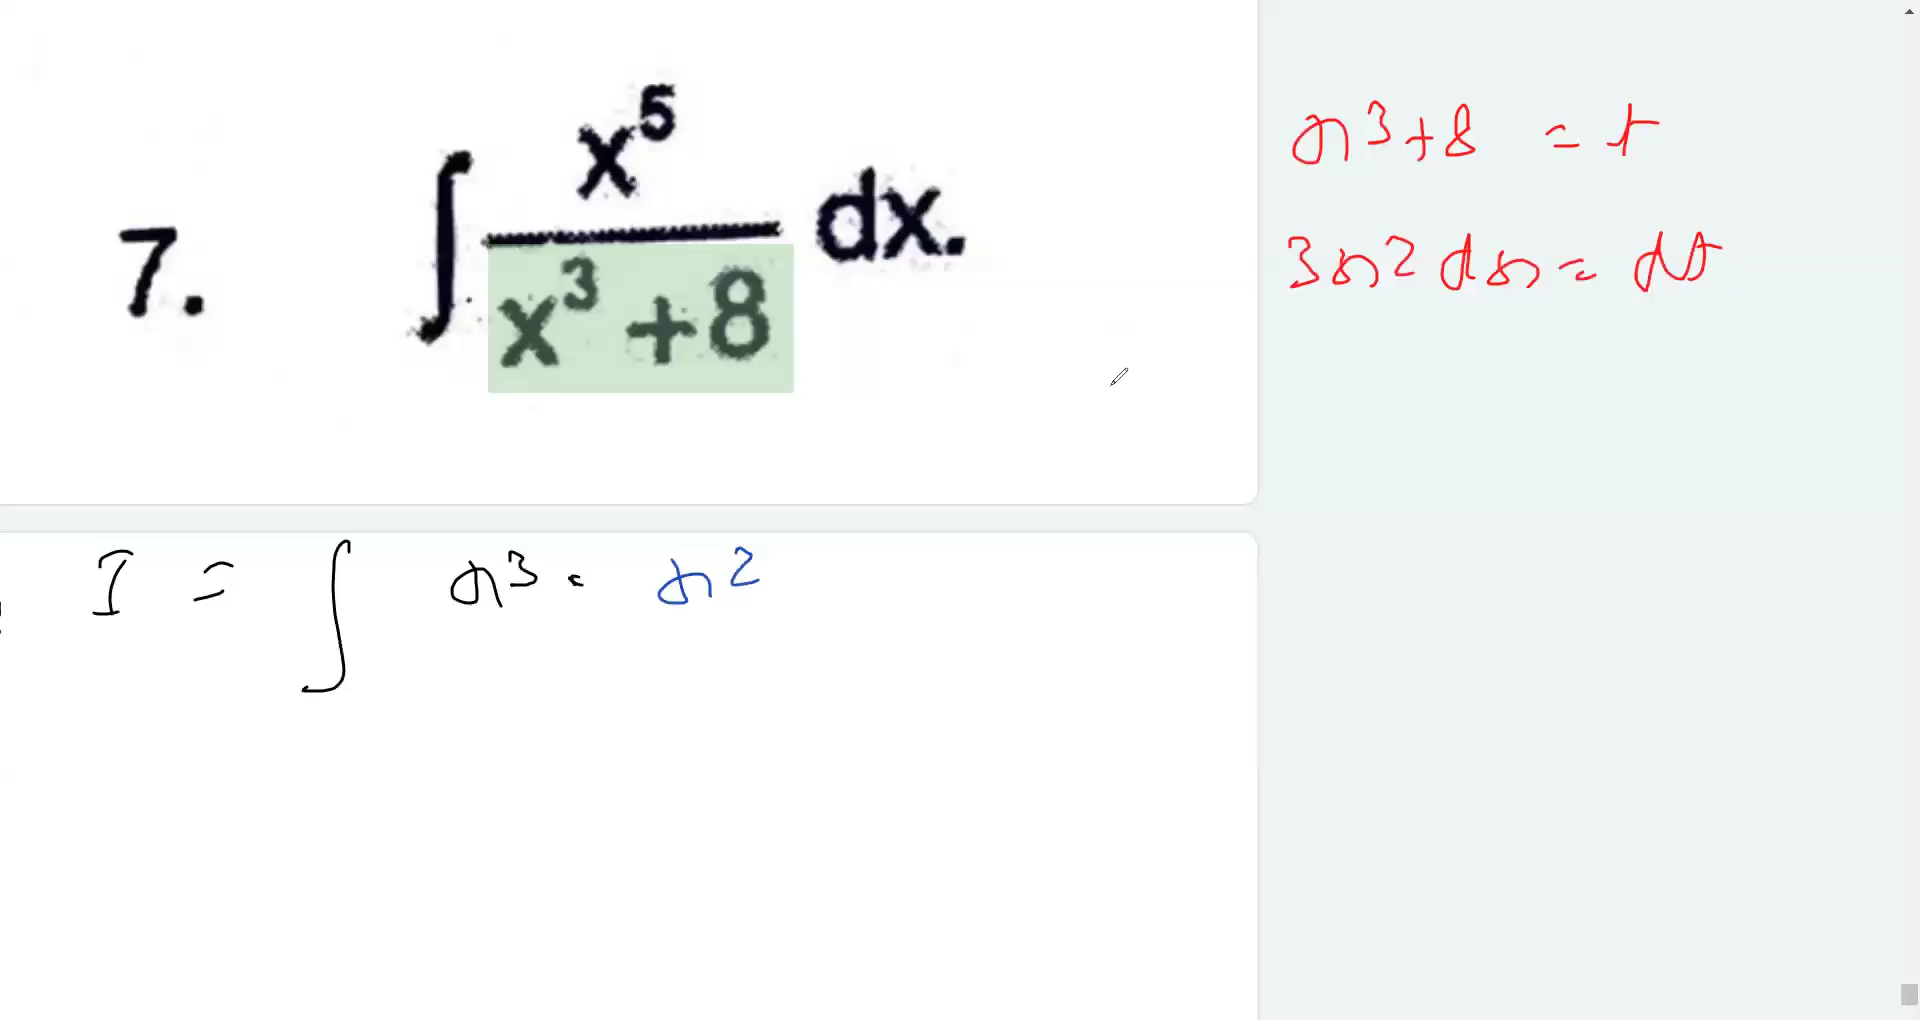 7. ∫ x⁵ / x³ + 8 dx.
x³ + 8 = t
3x² dx = dt
I = ∫ x³ · x²